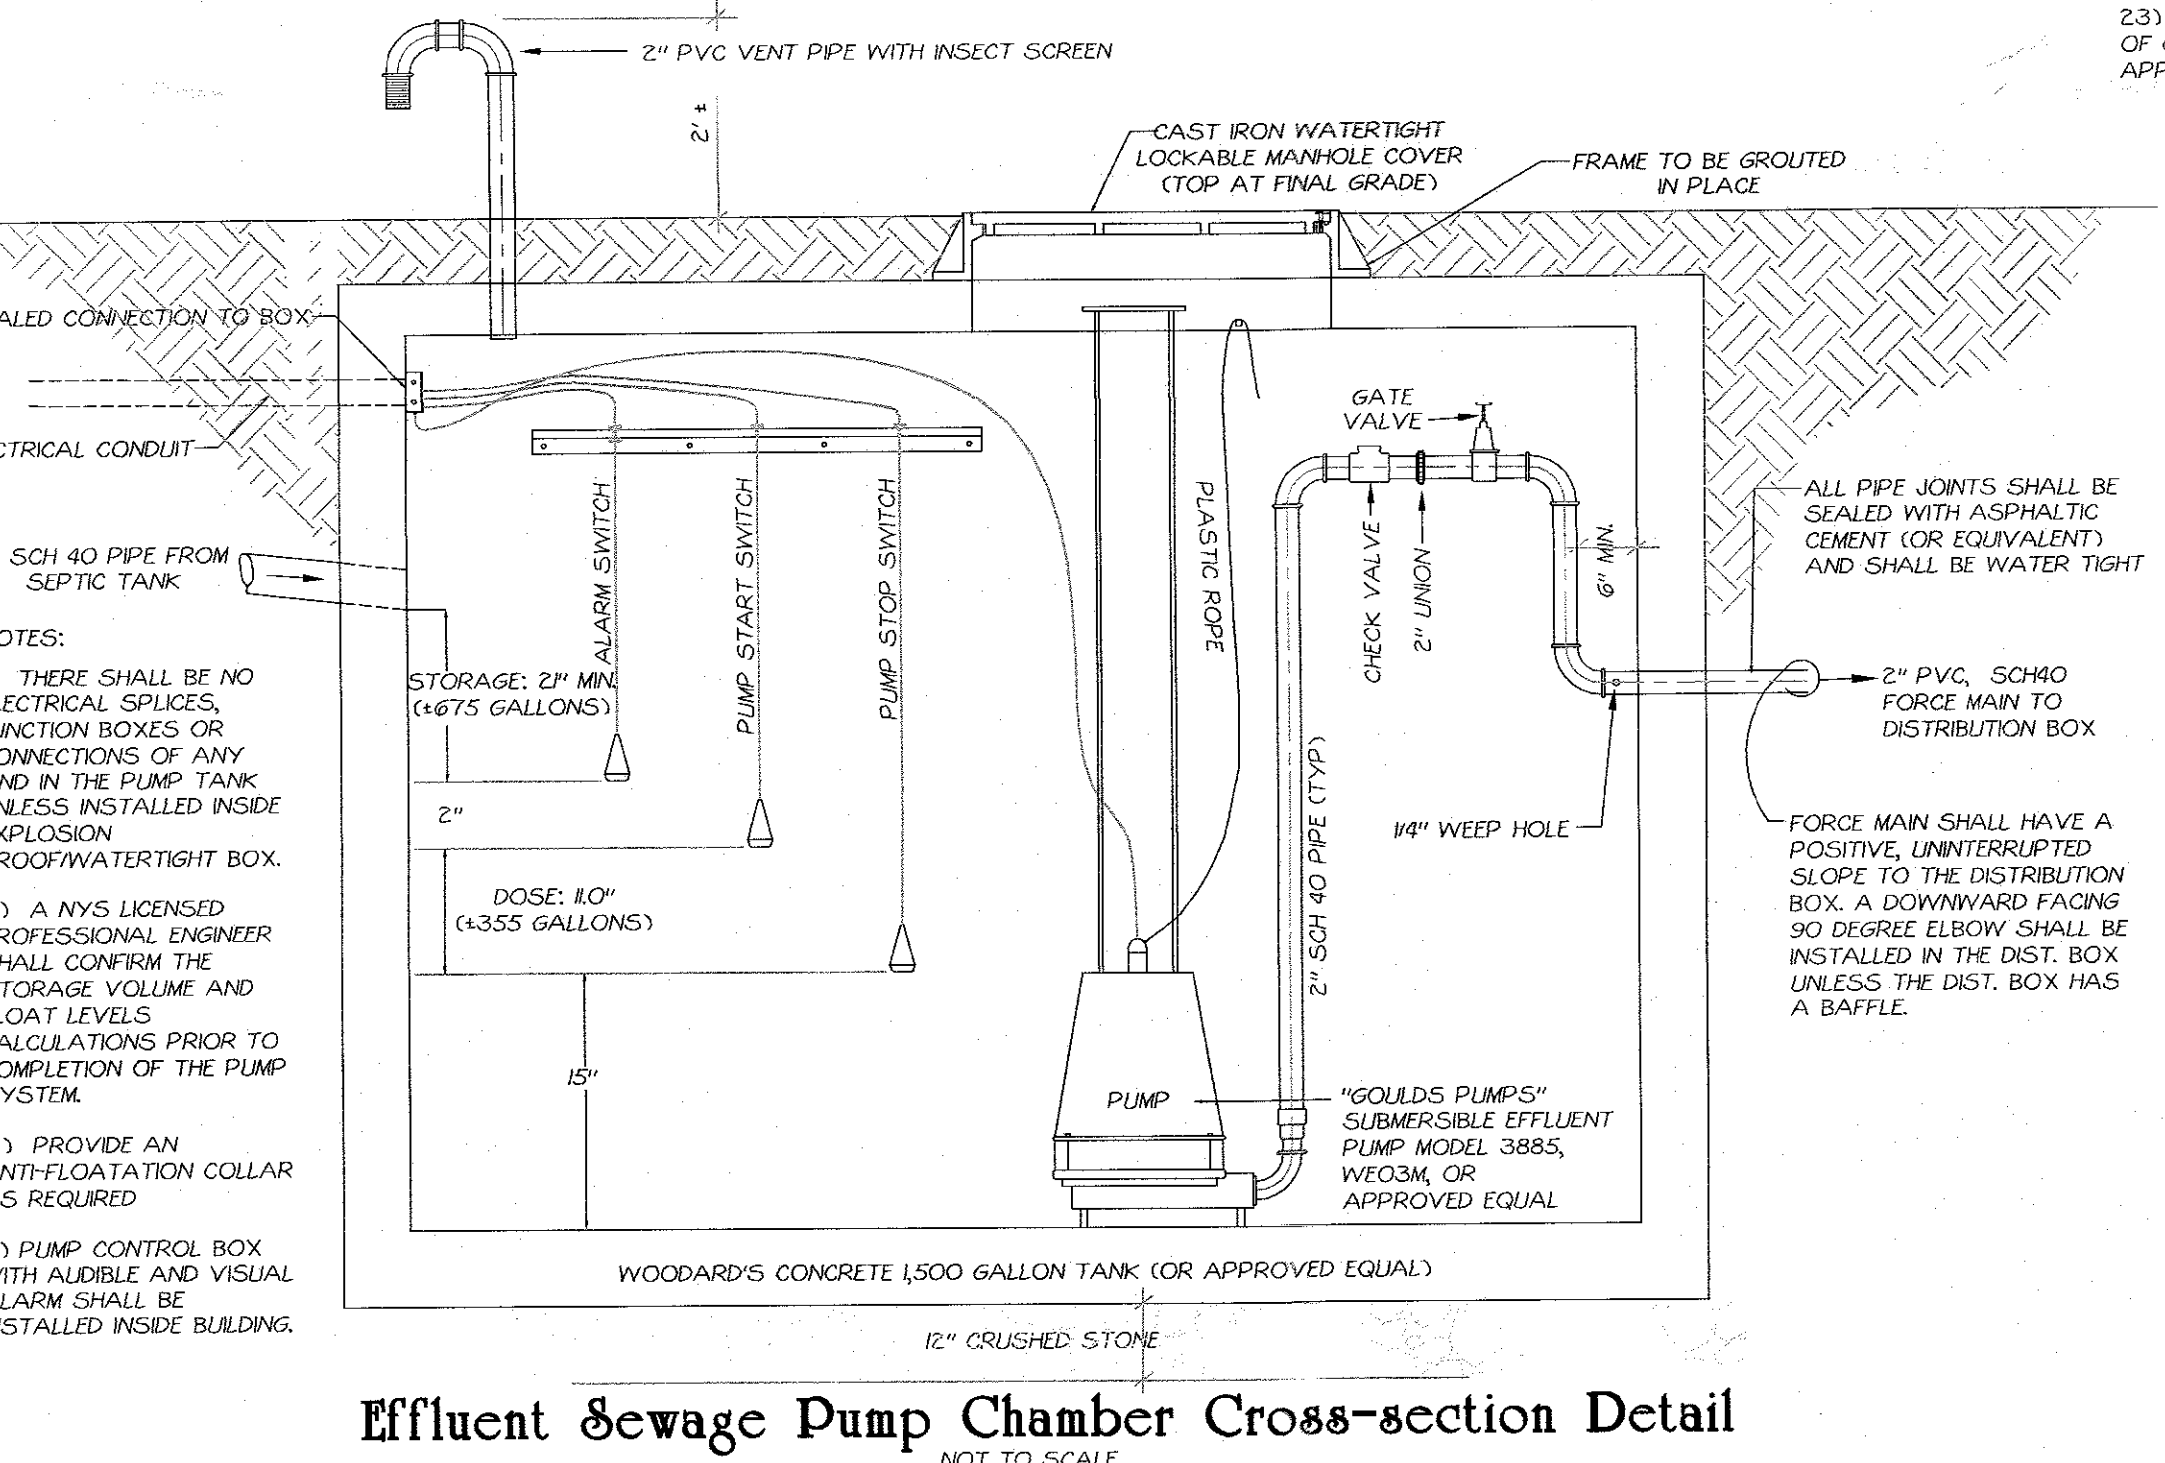 23)
OF
APP
2" PVC VENT PIPE WITH INSECT SCREEN
2' ±
CAST IRON WATERTIGHT
LOCKABLE MANHOLE COVER
(TOP AT FINAL GRADE)
FRAME TO BE GROUTED
IN PLACE
ALED CONNECTION TO BOX
CTRICAL CONDUIT
SCH 40 PIPE FROM
SEPTIC TANK
OTES:
THERE SHALL BE NO
LECTRICAL SPLICES,
UNCTION BOXES OR
ONNECTIONS OF ANY
ND IN THE PUMP TANK
NLESS INSTALLED INSIDE
XPLOSION
ROOF/WATERTIGHT BOX.
) A NYS LICENSED
ROFESSIONAL ENGINEER
HALL CONFIRM THE
TORAGE VOLUME AND
LOAT LEVELS
ALCULATIONS PRIOR TO
OMPLETION OF THE PUMP
YSTEM.
) PROVIDE AN
NTI-FLOATATION COLLAR
S REQUIRED
) PUMP CONTROL BOX
ITH AUDIBLE AND VISUAL
LARM SHALL BE
STALLED INSIDE BUILDING.
ALARM SWITCH
PUMP START SWITCH
PUMP STOP SWITCH
STORAGE: 21" MIN.
(±675 GALLONS)
2"
DOSE: 11.0"
(±355 GALLONS)
15"
PLASTIC ROPE
GATE
VALVE
CHECK VALVE
2" UNION
6" MIN.
2" SCH 40 PIPE (TYP)
1/4" WEEP HOLE
PUMP
"GOULDS PUMPS"
SUBMERSIBLE EFFLUENT
PUMP MODEL 3885,
WE03M, OR
APPROVED EQUAL
ALL PIPE JOINTS SHALL BE
SEALED WITH ASPHALTIC
CEMENT (OR EQUIVALENT)
AND SHALL BE WATER TIGHT
2" PVC, SCH40
FORCE MAIN TO
DISTRIBUTION BOX
FORCE MAIN SHALL HAVE A
POSITIVE, UNINTERRUPTED
SLOPE TO THE DISTRIBUTION
BOX. A DOWNWARD FACING
90 DEGREE ELBOW SHALL BE
INSTALLED IN THE DIST. BOX
UNLESS THE DIST. BOX HAS
A BAFFLE.
WOODARD'S CONCRETE 1,500 GALLON TANK (OR APPROVED EQUAL)
12" CRUSHED STONE
Effluent Sewage Pump Chamber Cross-section Detail
NOT TO SCALE